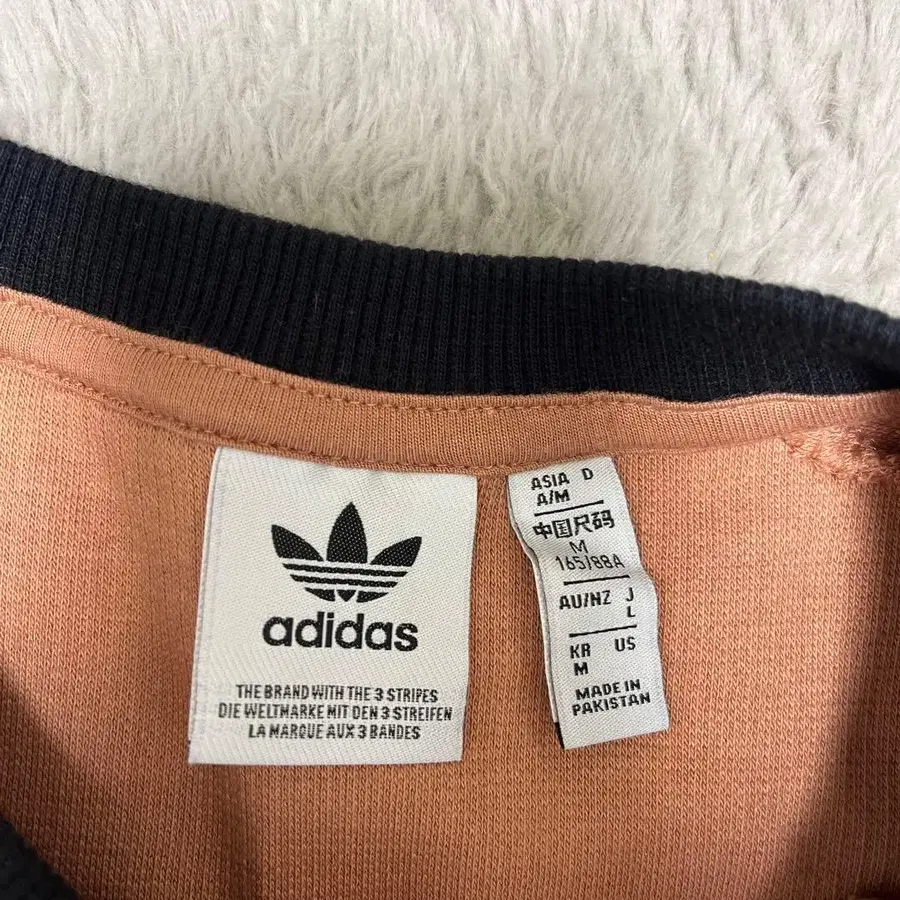 adidas
THE BRAND WITH THE 3 STRIPES
DIE WELTMARKE MIT DEN 3 STREIFEN
LA MARQUE AUX 3 BANDES
ASIA D
A/M
中国尺码
M
165/88A
AU/NZ J
L
KR US
M
MADE IN
PAKISTAN